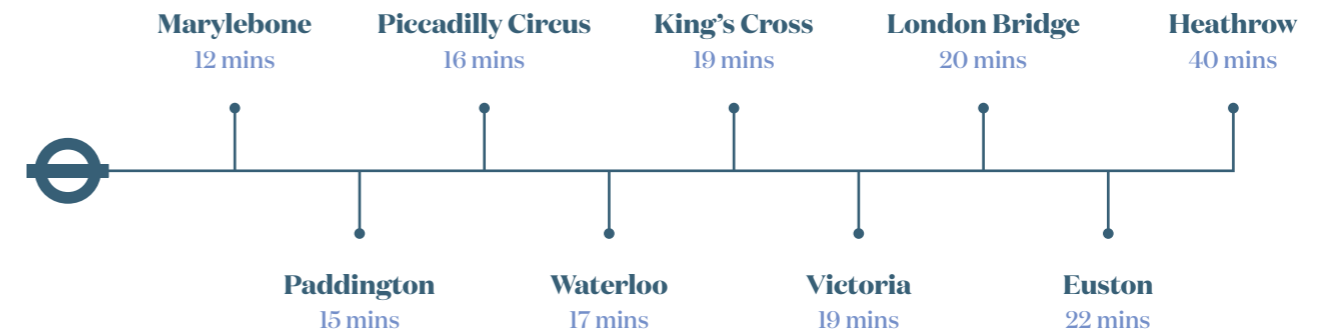 Marylebone
12 mins
Piccadilly Circus
16 mins
King’s Cross
19 mins
London Bridge
20 mins
Heathrow
40 mins
Paddington
15 mins
Waterloo
17 mins
Victoria
19 mins
Euston
22 mins